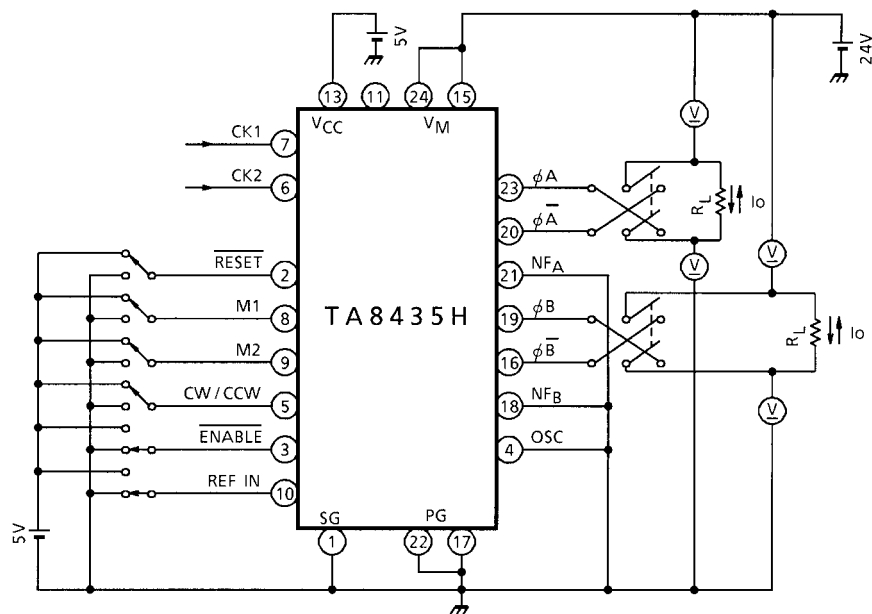 5V
24V
13
11
24
15
VCC
VM
CK1
7
CK2
6
23
φA
20
φA̅
RL
Io
V
V
RESET̅
2
21
NFA
V
M1
8
TA8435H
19
φB
M2
9
16
φB̅
RL
Io
CW/CCW
5
18
NFB
V
ENABLE̅
3
4
OSC
REF IN
10
5V
SG
PG
1
22
17